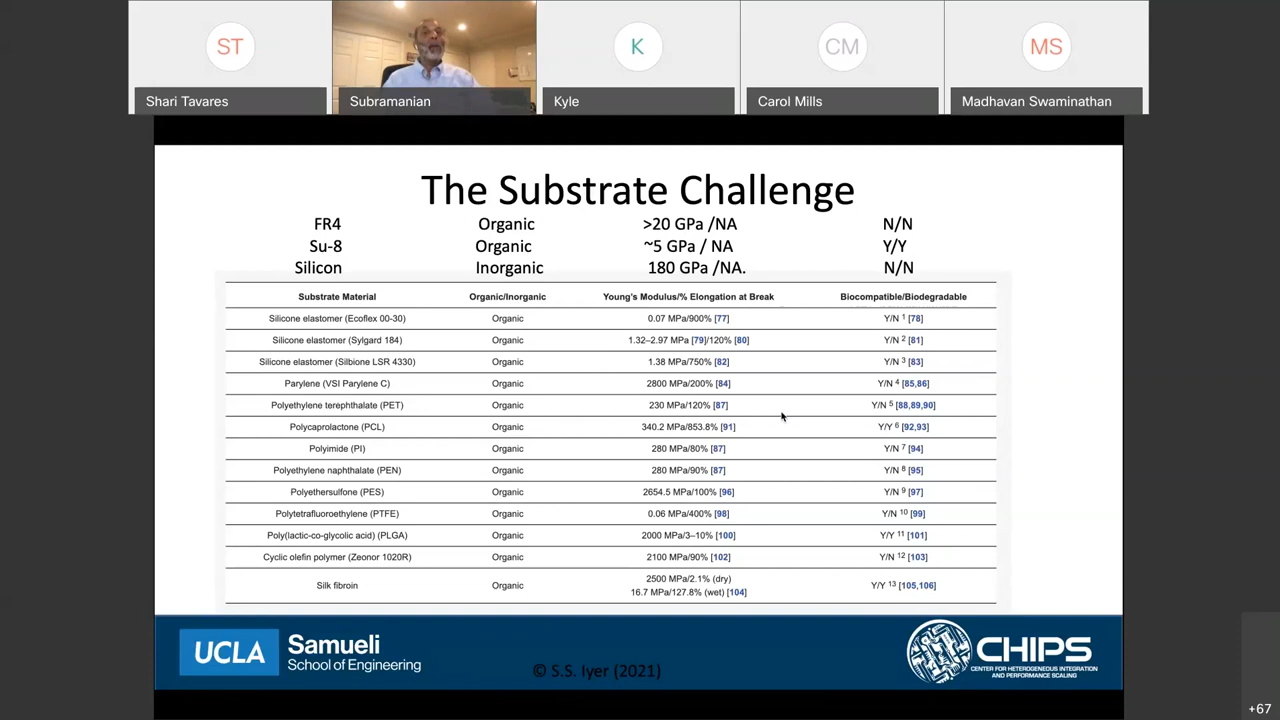 ST
K
CM
MS
Shari Tavares
Subramanian
Kyle
Carol Mills
Madhavan Swaminathan
The Substrate Challenge
FR4 Organic >20 GPa /NA N/N
Su-8 Organic ~5 GPa / NA Y/Y
Silicon Inorganic 180 GPa /NA. N/N
Substrate Material Organic/Inorganic Young's Modulus/% Elongation at Break Biocompatible/Biodegradable
Silicone elastomer (Ecoflex 00-30) Organic 0.07 MPa/900% [77] Y/N 1 [78]
Silicone elastomer (Sylgard 184) Organic 1.32–2.97 MPa [79]/120% [80] Y/N 2 [81]
Silicone elastomer (Silbione LSR 4330) Organic 1.38 MPa/750% [82] Y/N 3 [83]
Parylene (VSI Parylene C) Organic 2800 MPa/200% [84] Y/N 4 [85,86]
Polyethylene terephthalate (PET) Organic 230 MPa/120% [87] Y/N 5 [88,89,90]
Polycaprolactone (PCL) Organic 340.2 MPa/853.8% [91] Y/Y 6 [92,93]
Polyimide (PI) Organic 280 MPa/80% [87] Y/N 7 [94]
Polyethylene naphthalate (PEN) Organic 280 MPa/90% [87] Y/N 8 [95]
Polyethersulfone (PES) Organic 2654.5 MPa/100% [96] Y/N 9 [97]
Polytetrafluoroethylene (PTFE) Organic 0.06 MPa/400% [98] Y/N 10 [99]
Poly(lactic-co-glycolic acid) (PLGA) Organic 2000 MPa/3–10% [100] Y/Y 11 [101]
Cyclic olefin polymer (Zeonor 1020R) Organic 2100 MPa/90% [102] Y/N 12 [103]
Silk fibroin Organic 2500 MPa/2.1% (dry) Y/Y 13 [105,106]
16.7 MPa/127.8% (wet) [104]
UCLA Samueli
School of Engineering
© S.S. Iyer (2021)
CHIPS
CENTER FOR HETEROGENEOUS INTEGRATION
AND PERFORMANCE SCALING
+67